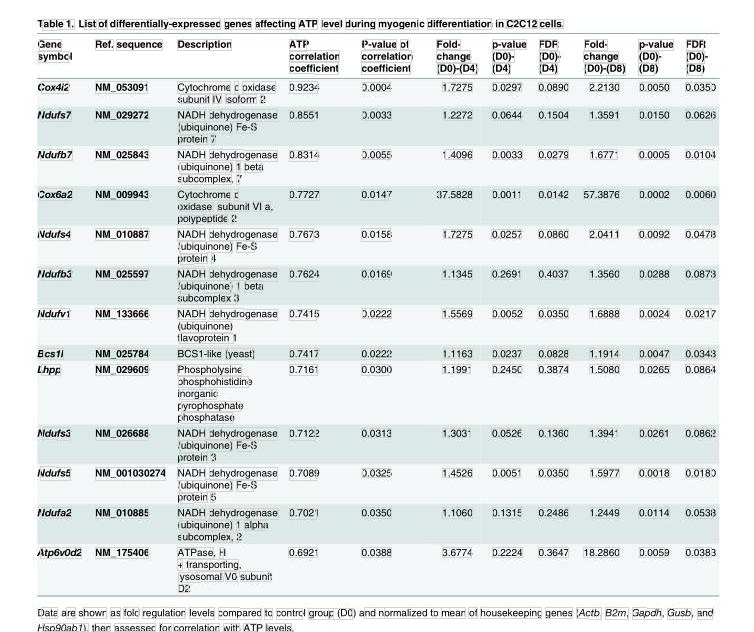 Table 1. List of differentially-expressed genes affecting ATP level during myogenic differentiation in C2C12 cells.
Gene symbol Ref. sequence Description ATP correlation coefficient P-value of correlation coefficient Fold-change (D0)-(D4) p-value (D0)-(D4) FDR (D0)-(D4) Fold-change (D0)-(D8) p-value (D0)-(D8) FDR (D0)-(D8)
Cox4i2 NM_053091 Cytochrome c oxidase subunit IV isoform 2 0.9234 0.0004 1.7275 0.0297 0.0890 2.2130 0.0050 0.0350
Ndufs7 NM_029272 NADH dehydrogenase (ubiquinone) Fe-S protein 7 0.8551 0.0033 1.2272 0.0644 0.1504 1.3591 0.0150 0.0626
Ndufb7 NM_025843 NADH dehydrogenase (ubiquinone) 1 beta subcomplex, 7 0.8314 0.0055 1.4096 0.0033 0.0279 1.6771 0.0005 0.0104
Cox6a2 NM_009943 Cytochrome c oxidase subunit VI a, polypeptide 2 0.7727 0.0147 37.5828 0.0011 0.0142 57.3876 0.0002 0.0060
Ndufs4 NM_010887 NADH dehydrogenase (ubiquinone) Fe-S protein 4 0.7673 0.0158 1.7275 0.0257 0.0860 2.0411 0.0092 0.0478
Ndufb3 NM_025597 NADH dehydrogenase (ubiquinone) 1 beta subcomplex 3 0.7624 0.0169 1.1345 0.2691 0.4037 1.3560 0.0288 0.0873
Ndufv1 NM_133666 NADH dehydrogenase (ubiquinone) flavoprotein 1 0.7415 0.0222 1.5569 0.0052 0.0350 1.6888 0.0024 0.0217
Bcs1l NM_025784 BCS1-like (yeast) 0.7417 0.0222 1.1163 0.0237 0.0828 1.1914 0.0047 0.0343
Lhpp NM_029609 Phospholysine phosphohistidine inorganic pyrophosphate phosphatase 0.7161 0.0300 1.1991 0.2450 0.3874 1.5080 0.0265 0.0864
Ndufs3 NM_026688 NADH dehydrogenase (ubiquinone) Fe-S protein 3 0.7122 0.0313 1.3031 0.0526 0.1360 1.3941 0.0261 0.0862
Ndufs5 NM_001030274 NADH dehydrogenase (ubiquinone) Fe-S protein 5 0.7089 0.0325 1.4526 0.0051 0.0350 1.5977 0.0018 0.0180
Ndufa2 NM_010885 NADH dehydrogenase (ubiquinone) 1 alpha subcomplex, 2 0.7021 0.0350 1.1060 0.1315 0.2486 1.2449 0.0114 0.0538
Atp6v0d2 NM_175406 ATPase, H + transporting, lysosomal V0 subunit D2 0.6921 0.0388 3.6774 0.2224 0.3647 18.2860 0.0059 0.0383
Data are shown as fold regulation levels compared to control group (D0) and normalized to mean of housekeeping genes (Actb, B2m, Gapdh, Gusb, and
Hsp90ab1), then assessed for correlation with ATP levels.